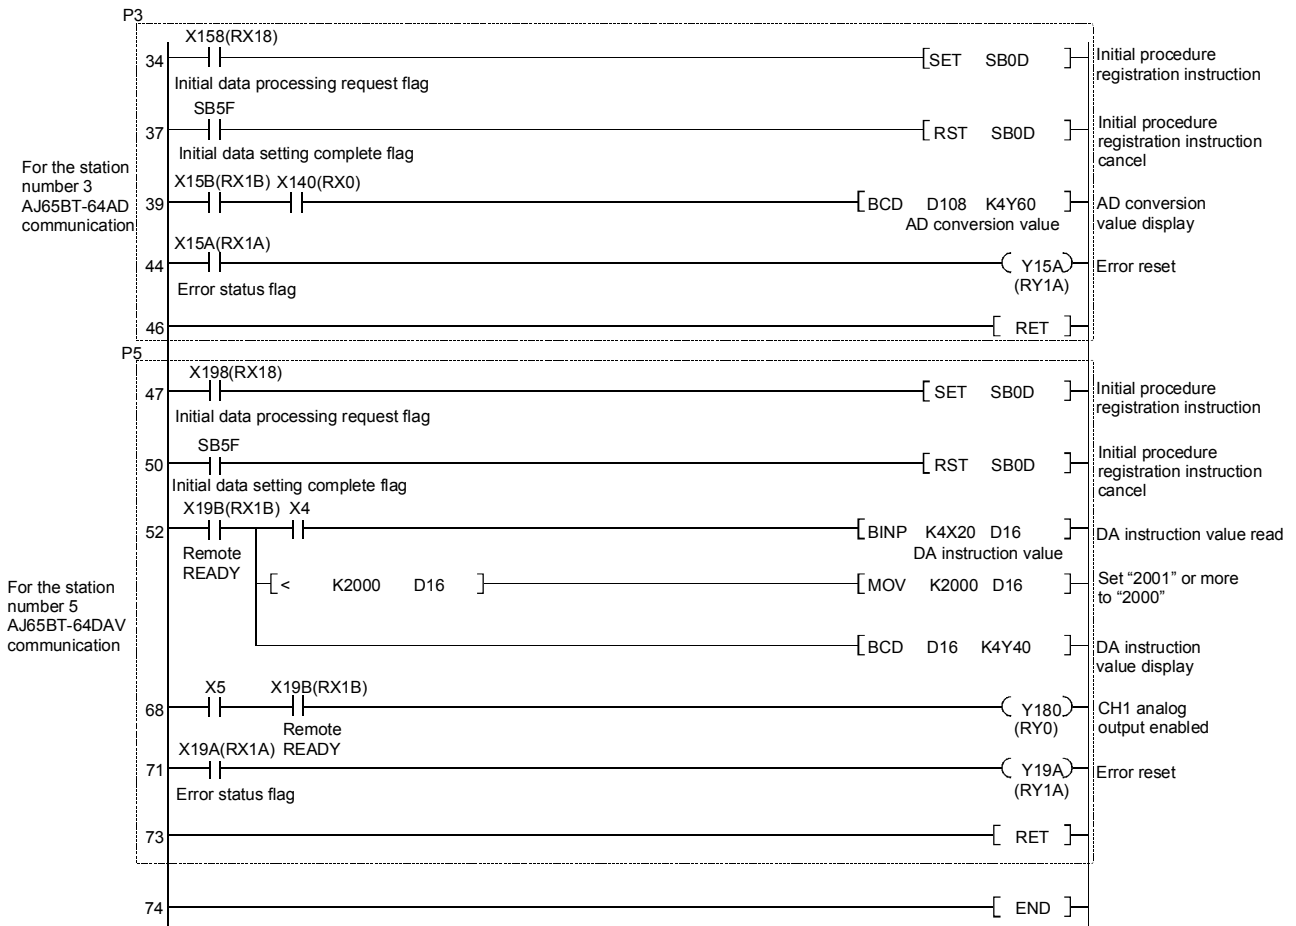 P3
X158(RX18)
34 SET SB0D Initial procedure
registration instruction
Initial data processing request flag
SB5F
37 RST SB0D Initial procedure
registration instruction
cancel
Initial data setting complete flag
For the station
number 3
AJ65BT-64AD
communication
X15B(RX1B) X140(RX0)
39 BCD D108 K4Y60 AD conversion
value display
AD conversion value
X15A(RX1A)
44 Y15A Error reset
(RY1A)
Error status flag
46 RET
P5
X198(RX18)
47 SET SB0D Initial procedure
registration instruction
Initial data processing request flag
SB5F
50 RST SB0D Initial procedure
registration instruction
cancel
Initial data setting complete flag
X19B(RX1B) X4
52 BINP K4X20 D16 DA instruction value read
Remote
READY
DA instruction value
For the station
number 5
AJ65BT-64DAV
communication
< K2000 D16 MOV K2000 D16 Set “2001” or more
to “2000”
BCD D16 K4Y40 DA instruction
value display
X5 X19B(RX1B)
68 Y180 CH1 analog
output enabled
(RY0)
Remote
READY
X19A(RX1A)
71 Y19A Error reset
(RY1A)
Error status flag
73 RET
74 END